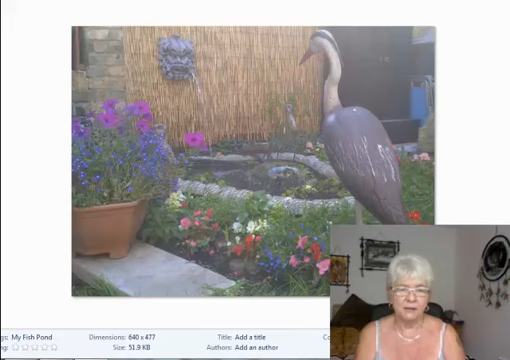 My Fish Pond Dimensions: 640 x 477 Title: Add a title
Size: 51.9 KB Authors: Add an author